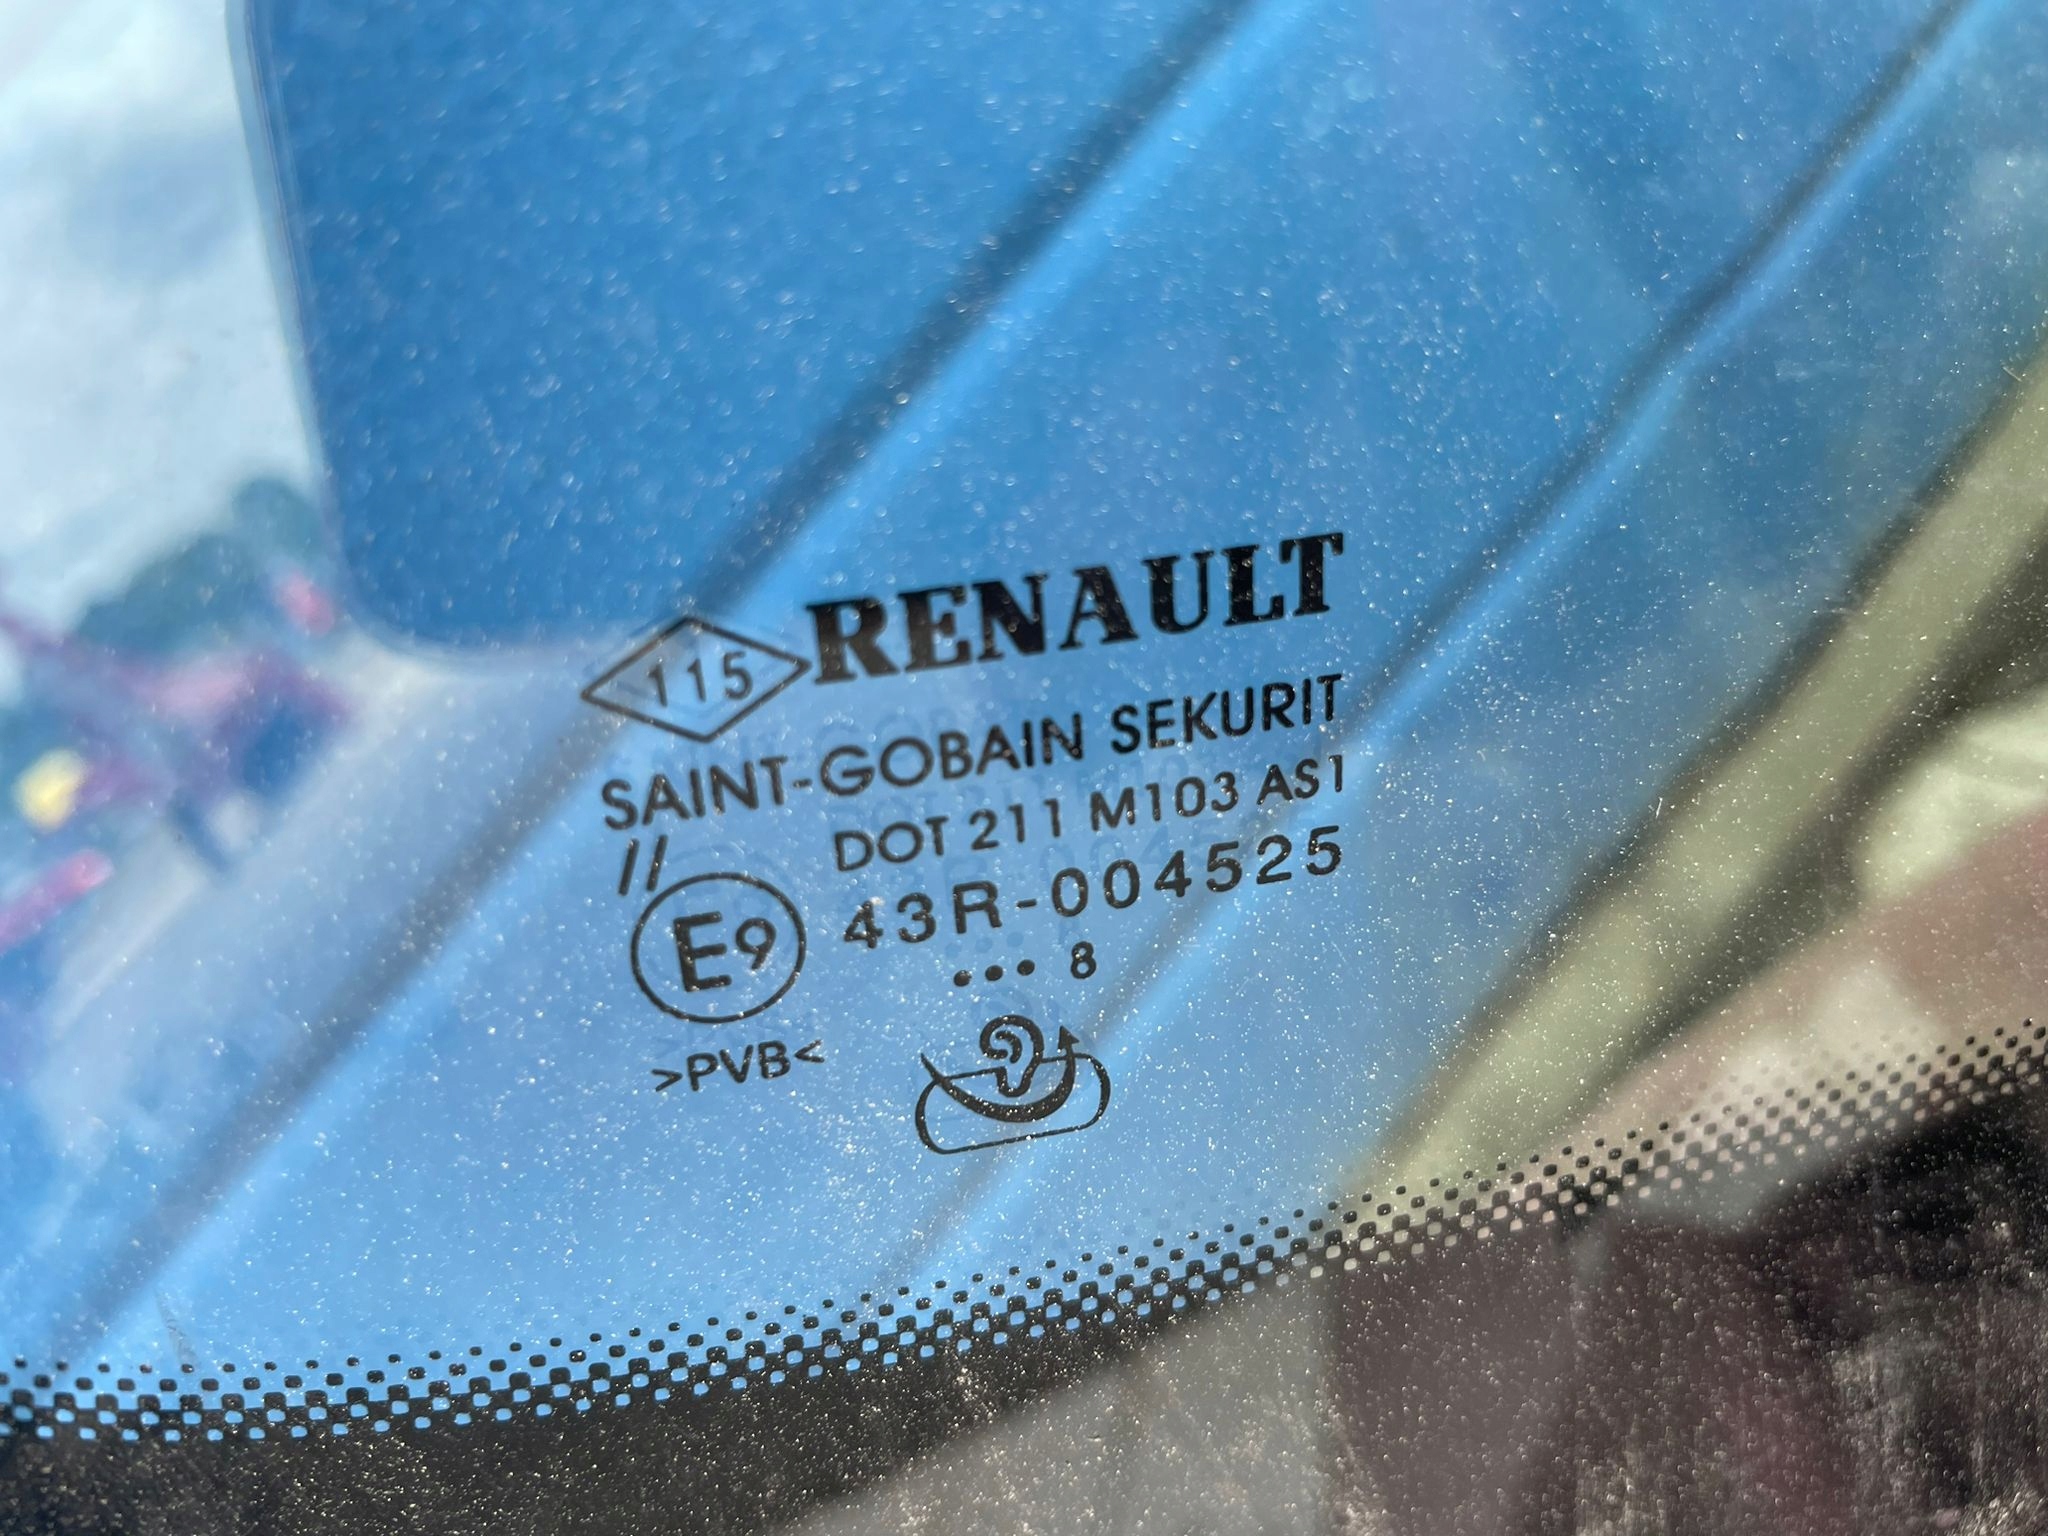 115 RENAULT
SAINT-GOBAIN SEKURIT
DOT 211 M103 AS1
//
E9 43R-004525
••• 8
>PVB<